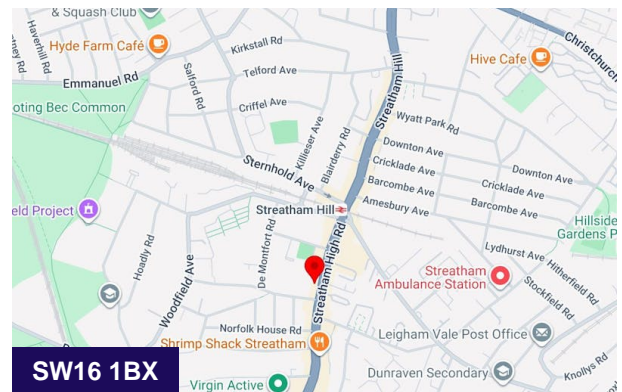 & Squash Club
Haverhill Rd
Hyde Farm Café
Kirkstall Rd
Emmanuel Rd
Salford Rd
Telford Ave
Criffel Ave
ooting Bec Common
Killieser Ave
Blairderry Rd
Streatham Hill
Hive Cafe
Christchurch
Wyatt Park Rd
Downton Ave
Cricklade Ave
Barcombe Ave
Amesbury Ave
Downton Ave
Cricklade Ave
Barcombe Ave
Sternhold Ave
Streatham Hill
eld Project
Hoadly Rd
Woodfield Ave
De Montfort Rd
Streatham High Rd
Hillside
Gardens P
Lydhurst Ave
Hitherfield Rd
Stockfield Rd
Streatham
Ambulance Station
Norfolk House Rd
Shrimp Shack Streatham
Leigham Vale Post Office
Dunraven Secondary
Knollys Rd
Virgin Active
SW16 1BX